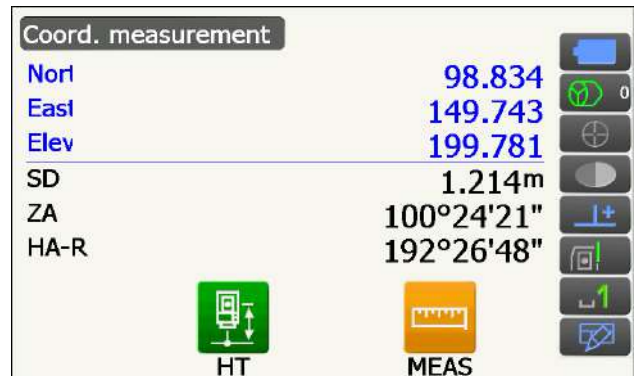 Coord. measurement
Nort 98.834
East 149.743
Elev 199.781
SD 1.214m
ZA 100°24'21"
HA-R 192°26'48"
0
1
HT MEAS